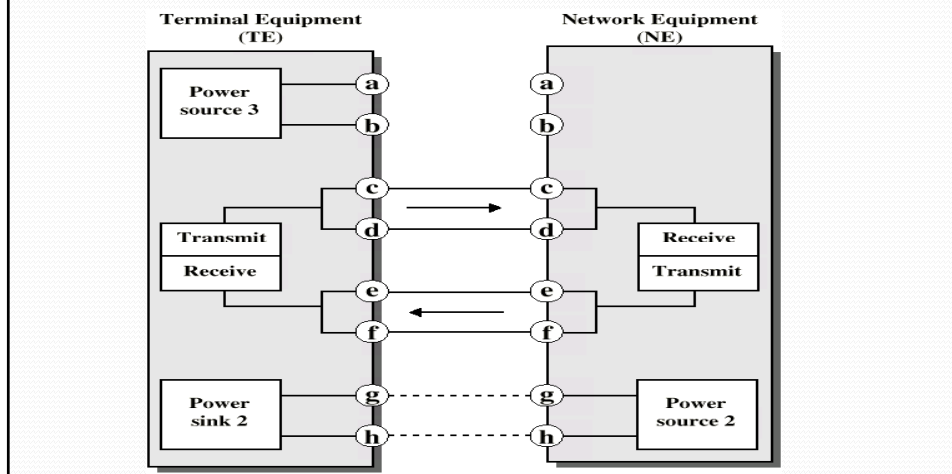 Terminal Equipment
(TE)
Network Equipment
(NE)
Power
source 3
a
b
a
b
c
d
c
d
Transmit
Receive
Receive
Transmit
e
f
e
f
Power
sink 2
g
h
g
h
Power
source 2